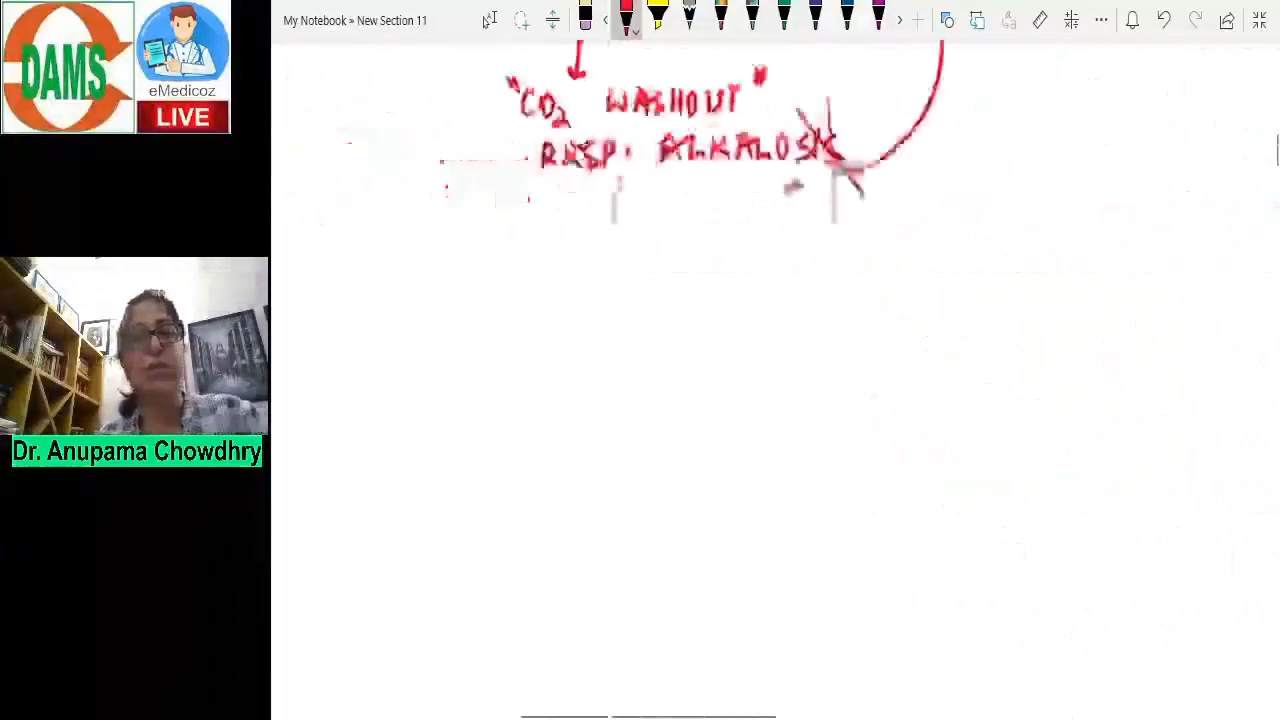 My Notebook » New Section 11
DAMS
eMedicoz
LIVE
"CO₂ WASHOUT"
RESP. ALKALOSIS
Dr. Anupama Chowdhry